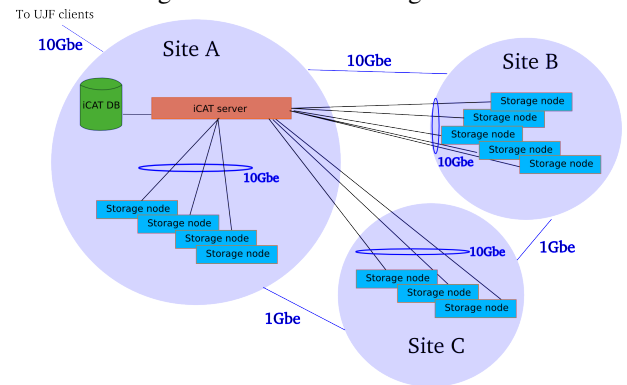 To UJF clients
10Gbe
Site A
10Gbe
Site B
iCAT DB
iCAT server
Storage node
Storage node
Storage node
Storage node
Storage node
10Gbe
10Gbe
Storage node
Storage node
Storage node
Storage node
10Gbe
1Gbe
Storage node
Storage node
Storage node
1Gbe
Site C